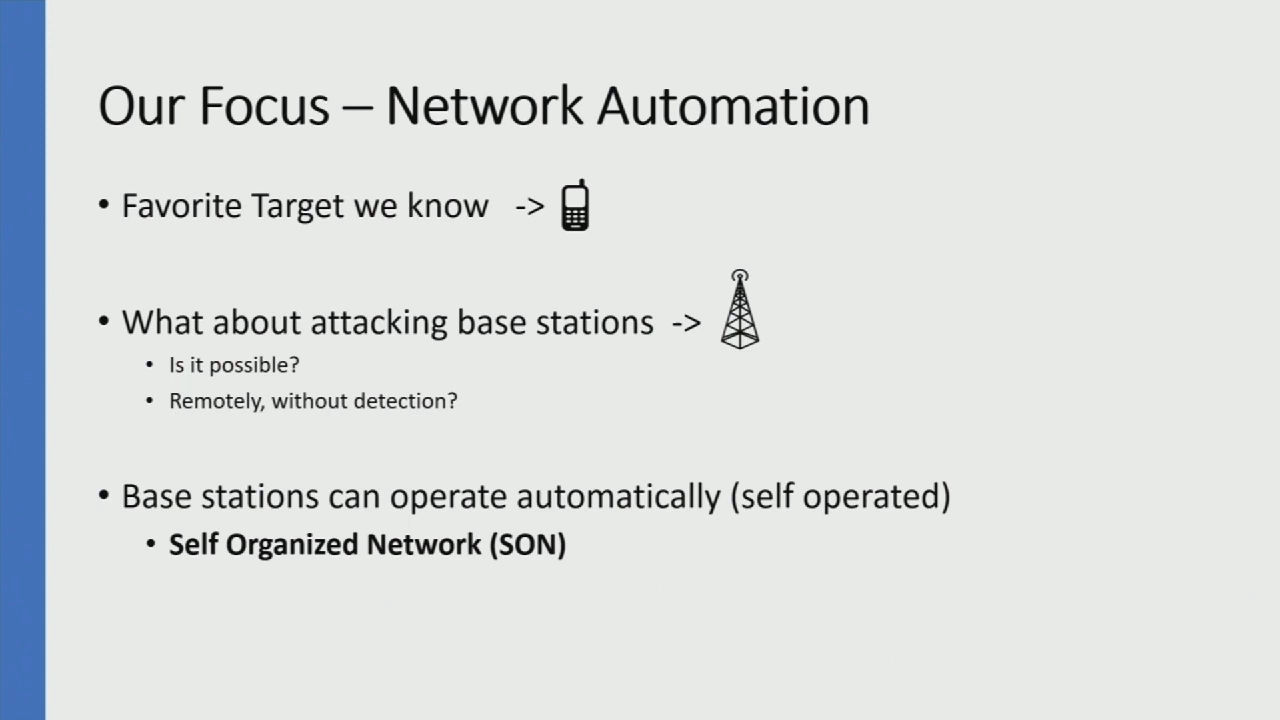 Our Focus – Network Automation
• Favorite Target we know ->
• What about attacking base stations ->
• Is it possible?
• Remotely, without detection?
• Base stations can operate automatically (self operated)
• Self Organized Network (SON)